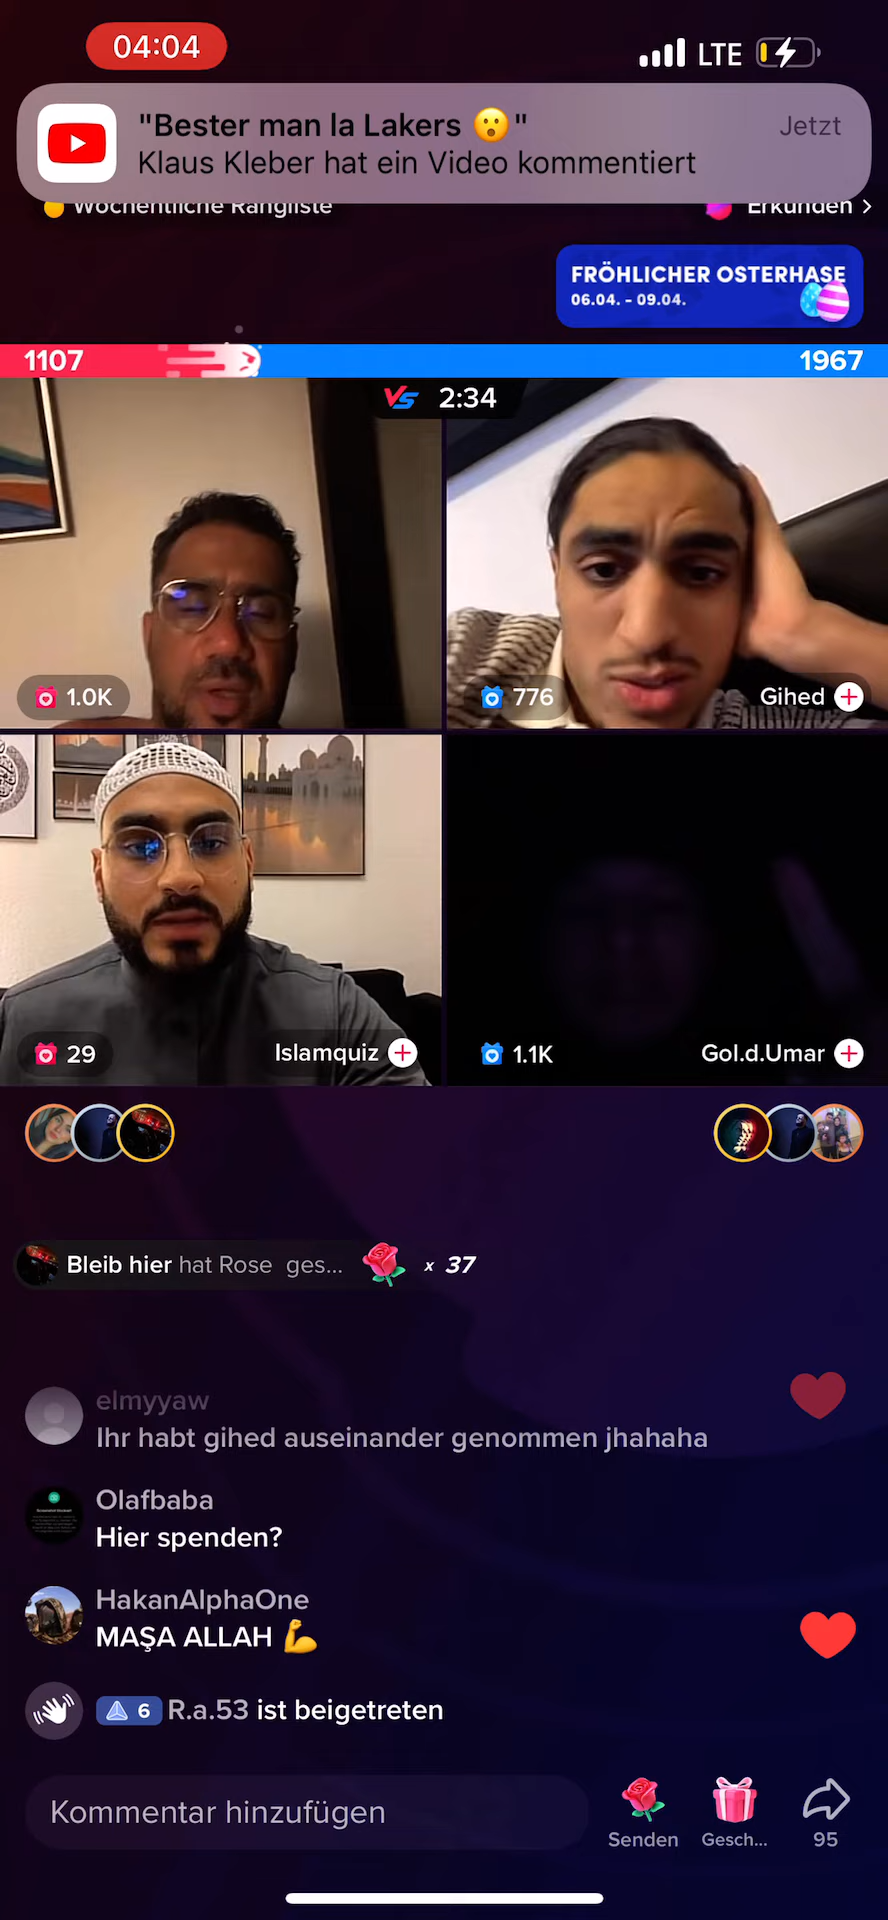 04:04
LTE
"Bester man la Lakers 😮"
Jetzt
Klaus Kleber hat ein Video kommentiert
Wöchentliche Rangliste
Erkunden >
FRÖHLICHER OSTERHASE
06.04. - 09.04.
1107
1967
VS 2:34
1.0K
776
Gihed
29
Islamquiz
1.1K
Gol.d.Umar
Bleib hier hat Rose ges... x 37
elmyyaw
Ihr habt gihed auseinander genommen jhahaha
Olafbaba
Hier spenden?
HakanAlphaOne
MAŞA ALLAH 💪
6 R.a.53 ist beigetreten
Kommentar hinzufügen
Senden
Gesch...
95